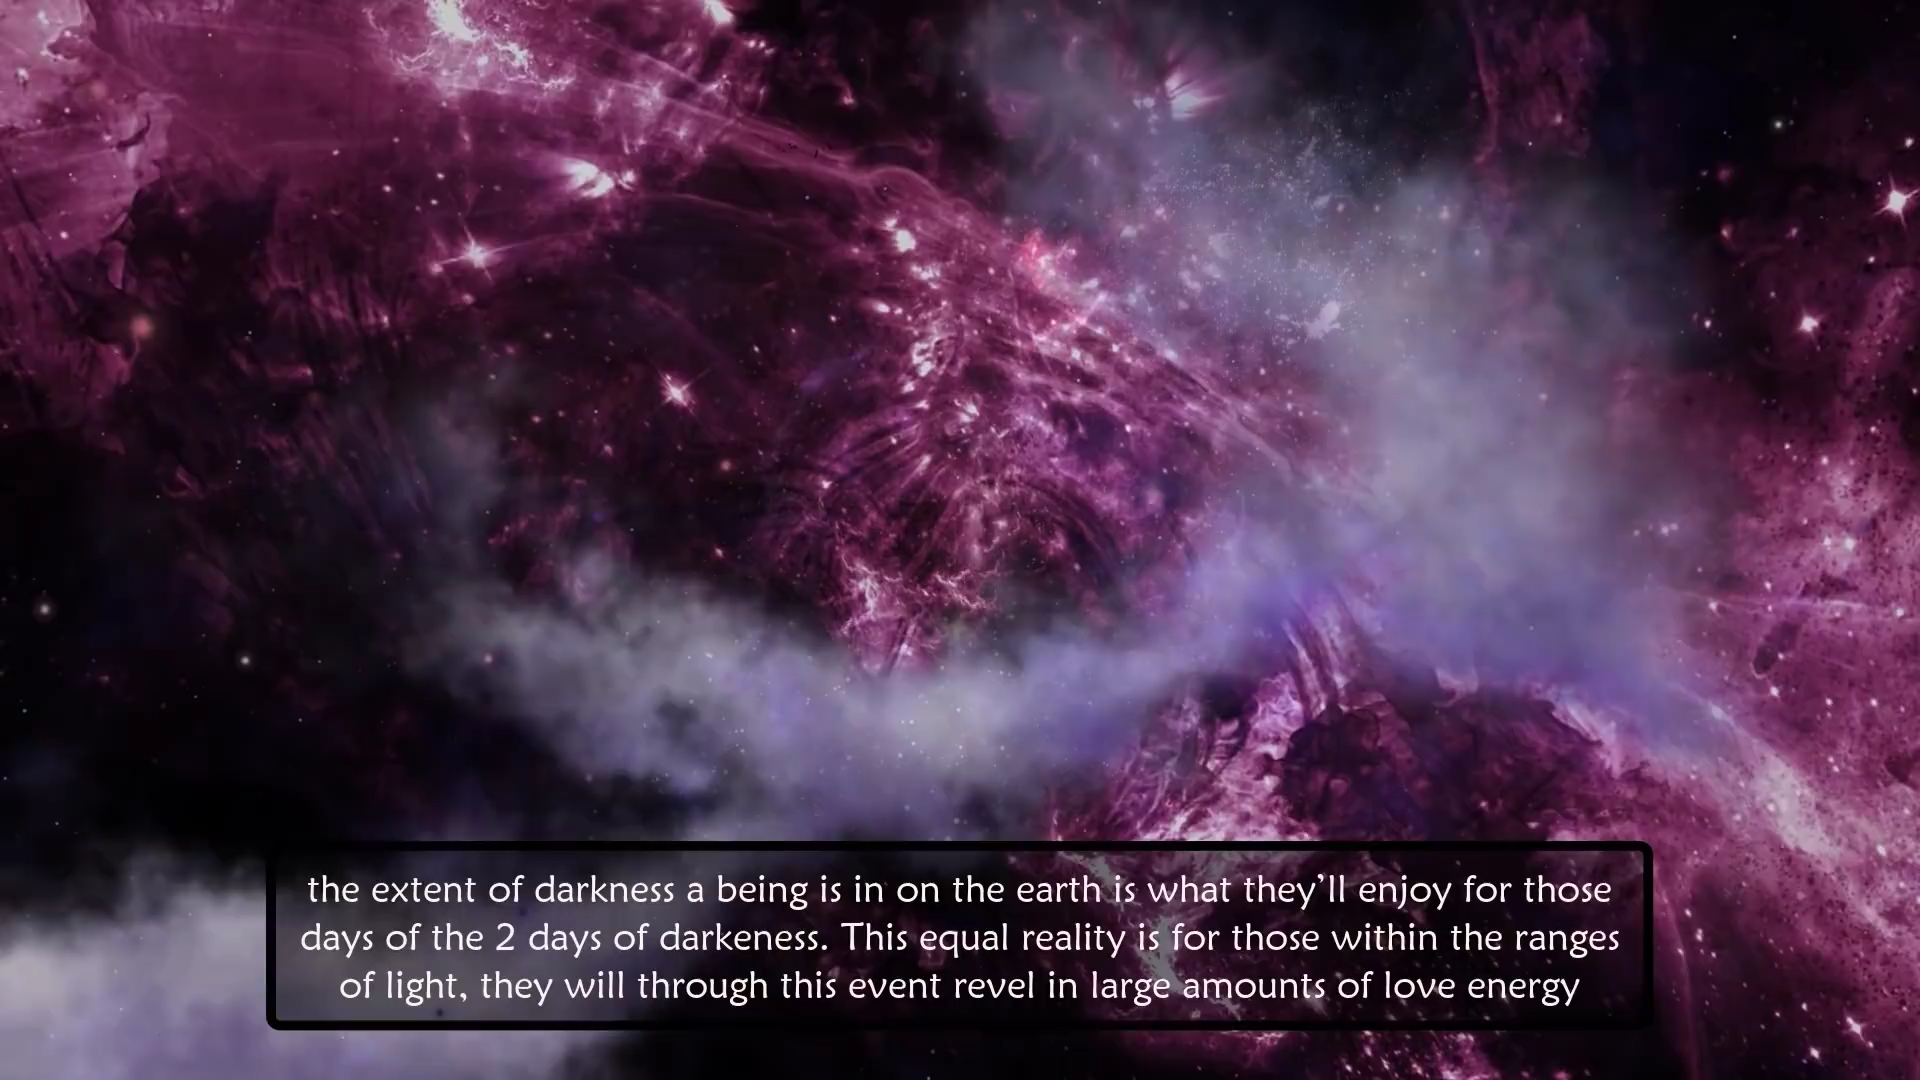 the extent of darkness a being is in on the earth is what they'll enjoy for those
days of the 2 days of darkeness. This equal reality is for those within the ranges
of light, they will through this event revel in large amounts of love energy